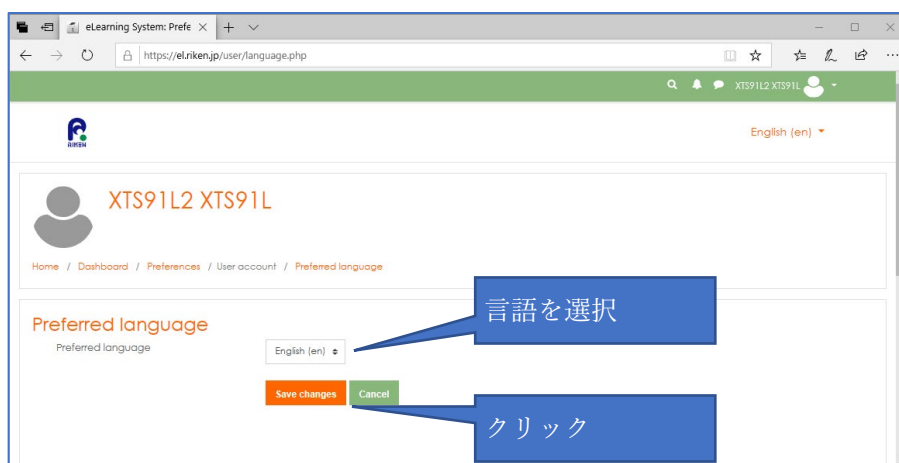 eLearning System: Prefe
https://el.riken.jp/user/language.php
XTS91L2 XTS91L
RIKEN
English (en)
XTS91L2 XTS91L
Home / Dashboard / Preferences / User account / Preferred language
言語を選択
Preferred language
Preferred language
English (en)
Save changes Cancel
クリック